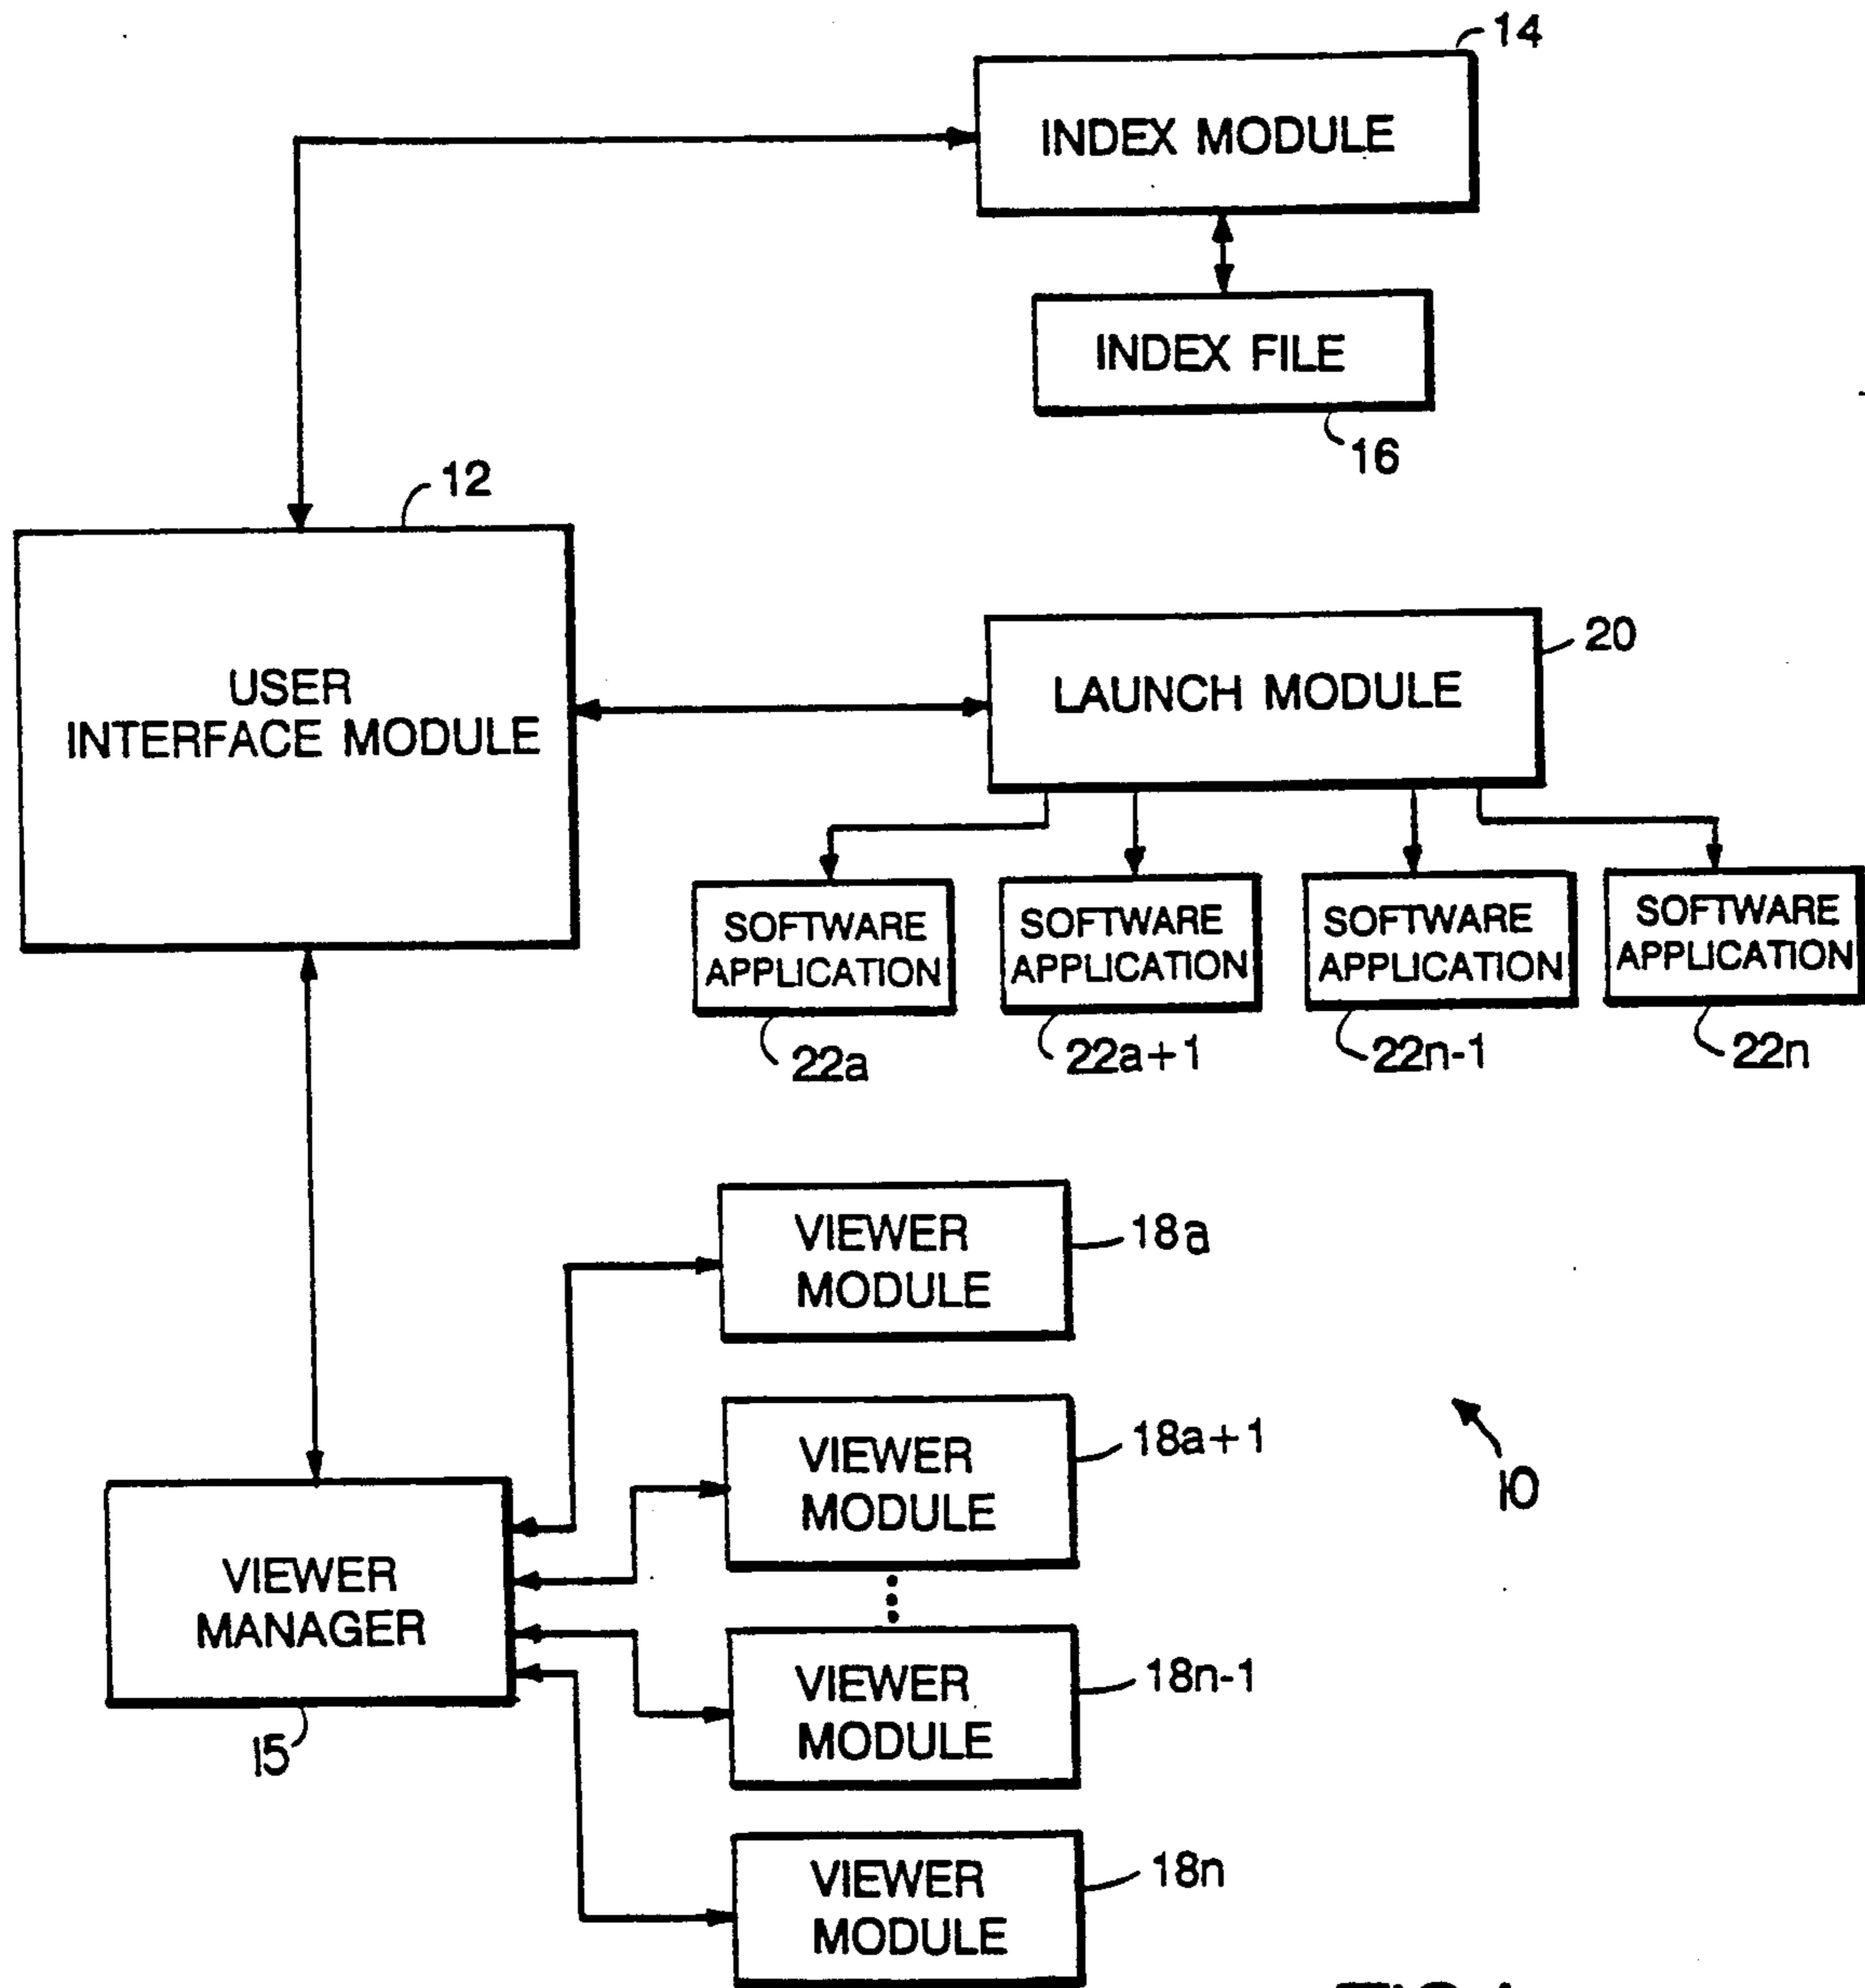 14
INDEX MODULE
INDEX FILE
16
12
USER
INTERFACE MODULE
20
LAUNCH MODULE
SOFTWARE
APPLICATION
SOFTWARE
APPLICATION
SOFTWARE
APPLICATION
SOFTWARE
APPLICATION
22a
22a+1
22n-1
22n
VIEWER
MODULE
18a
VIEWER
MODULE
18a+1
10
VIEWER
MANAGER
15
VIEWER
MODULE
18n-1
VIEWER
MODULE
18n